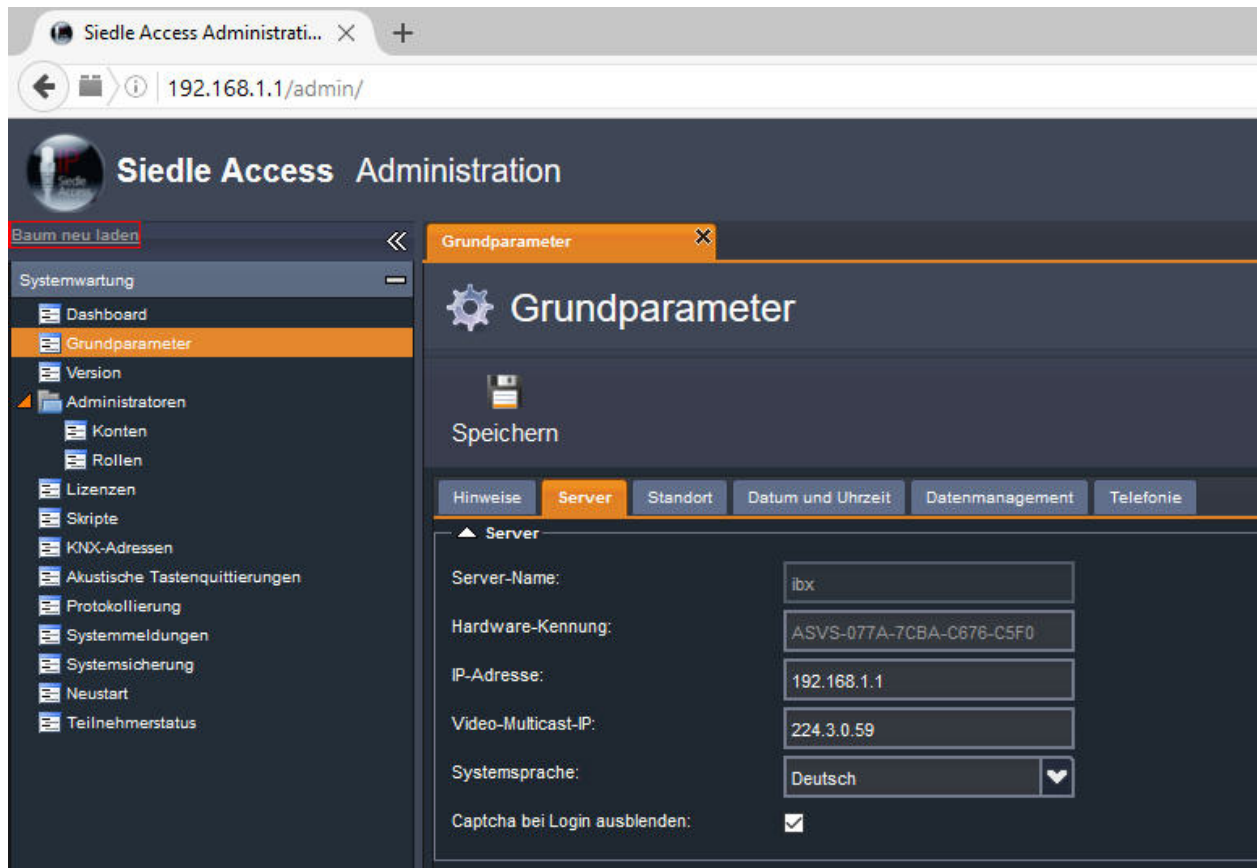 Siedle Access Administrati...
192.168.1.1/admin/
IP
Siedle
Access
Siedle Access Administration
Baum neu laden
Systemwartung
Dashboard
Grundparameter
Version
Administratoren
Konten
Rollen
Lizenzen
Skripte
KNX-Adressen
Akustische Tastenquittierungen
Protokollierung
Systemmeldungen
Systemsicherung
Neustart
Teilnehmerstatus
Grundparameter
Grundparameter
Speichern
Hinweise Server Standort Datum und Uhrzeit Datenmanagement Telefonie
Server
Server-Name: ibx
Hardware-Kennung: ASVS-077A-7CBA-C676-C5F0
IP-Adresse: 192.168.1.1
Video-Multicast-IP: 224.3.0.59
Systemsprache: Deutsch
Captcha bei Login ausblenden: